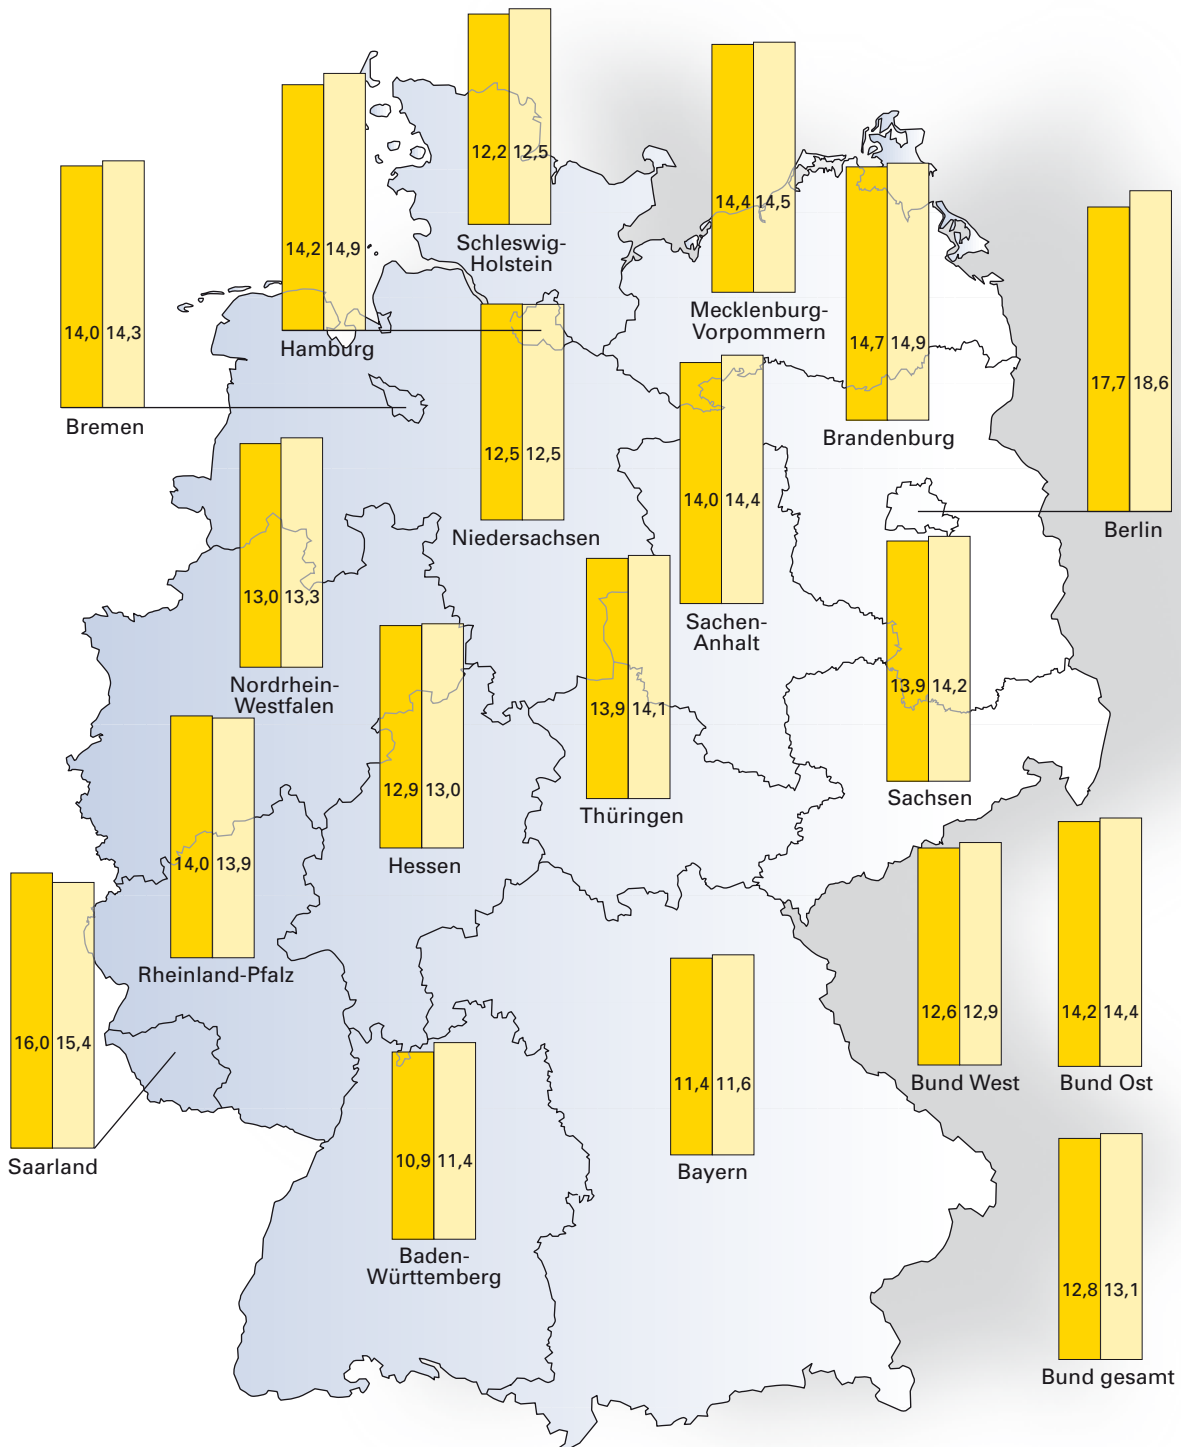 12,2 12,5
Schleswig-
Holstein
14,4 14,5
Mecklenburg-
Vorpommern
14,2 14,9
Hamburg
14,0 14,3
Bremen
14,7 14,9
Brandenburg
17,7 18,6
Berlin
12,5 12,5
Niedersachsen
14,0 14,4
Sachen-
Anhalt
13,0 13,3
Nordrhein-
Westfalen
12,9 13,0
Hessen
13,9 14,1
Thüringen
13,9 14,2
Sachsen
14,0 13,9
Rheinland-Pfalz
16,0 15,4
Saarland
10,9 11,4
Baden-
Württemberg
11,4 11,6
Bayern
12,6 12,9
Bund West
14,2 14,4
Bund Ost
12,8 13,1
Bund gesamt